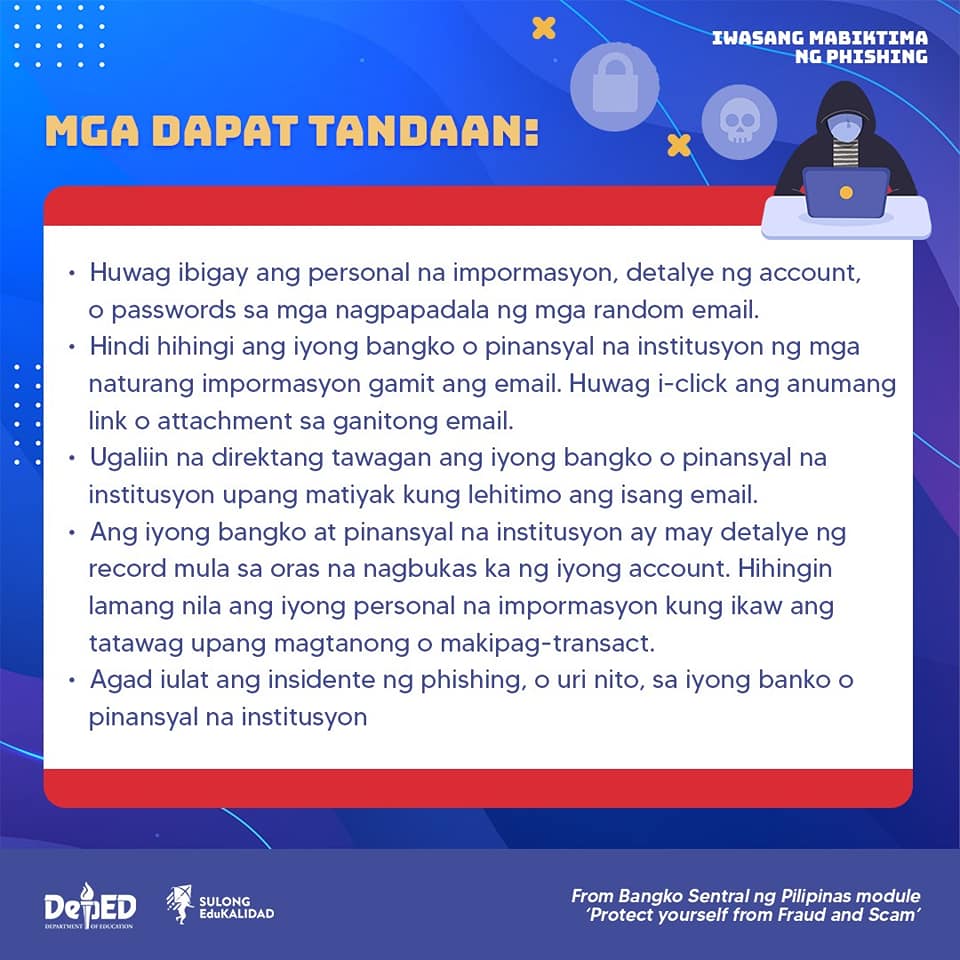 IWASANG MABIKTIMA
NG PHISHING
MGA DAPAT TANDAAN:
• Huwag ibigay ang personal na impormasyon, detalye ng account,
o passwords sa mga nagpapadala ng mga random email.
• Hindi hihingi ang iyong bangko o pinansyal na institusyon ng mga
naturang impormasyon gamit ang email. Huwag i-click ang anumang
link o attachment sa ganitong email.
• Ugaliin na direktang tawagan ang iyong bangko o pinansyal na
institusyon upang matiyak kung lehitimo ang isang email.
• Ang iyong bangko at pinansyal na institusyon ay may detalye ng
record mula sa oras na nagbukas ka ng iyong account. Hihingin
lamang nila ang iyong personal na impormasyon kung ikaw ang
tatawag upang magtanong o makipag-transact.
• Agad iulat ang insidente ng phishing, o uri nito, sa iyong banko o
pinansyal na institusyon
DepED
DEPARTMENT OF EDUCATION
SULONG
EduKALIDAD
From Bangko Sentral ng Pilipinas module
‘Protect yourself from Fraud and Scam’